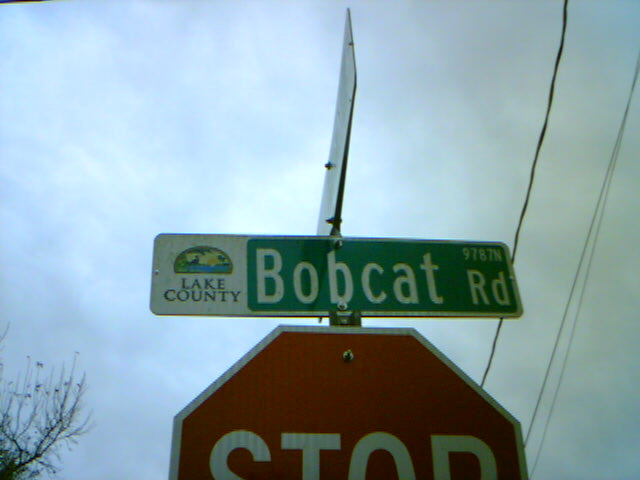 LAKE
COUNTY
Bobcat Rd
9787N
STOP